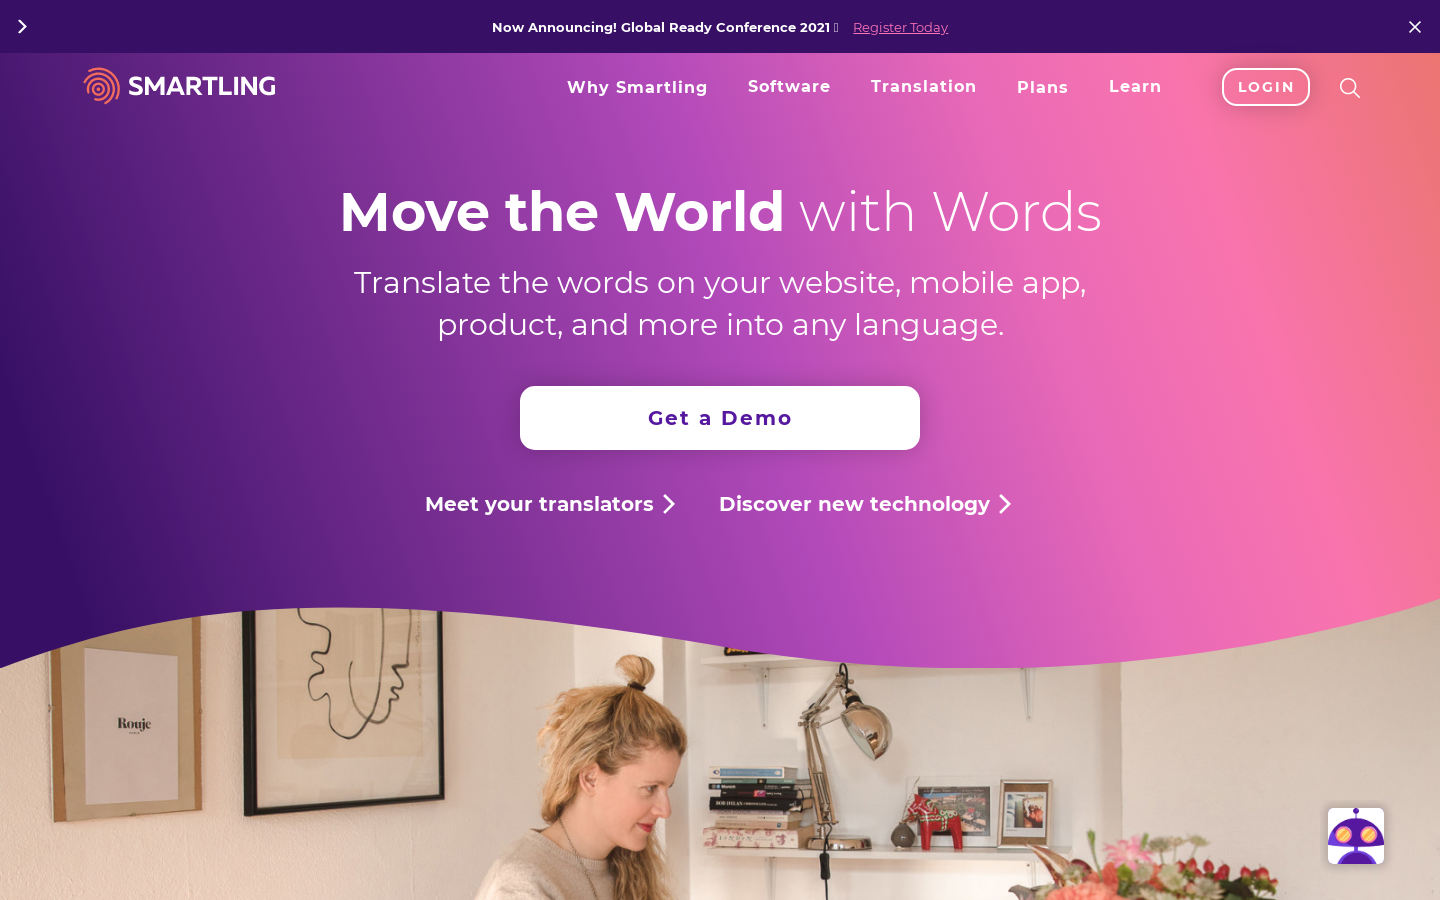 Now Announcing! Global Ready Conference 2021 Register Today
SMARTLING
Why Smartling Software Translation Plans Learn LOGIN
Move the World with Words
Translate the words on your website, mobile app,
product, and more into any language.
Get a Demo
Meet your translators Discover new technology
Rouje